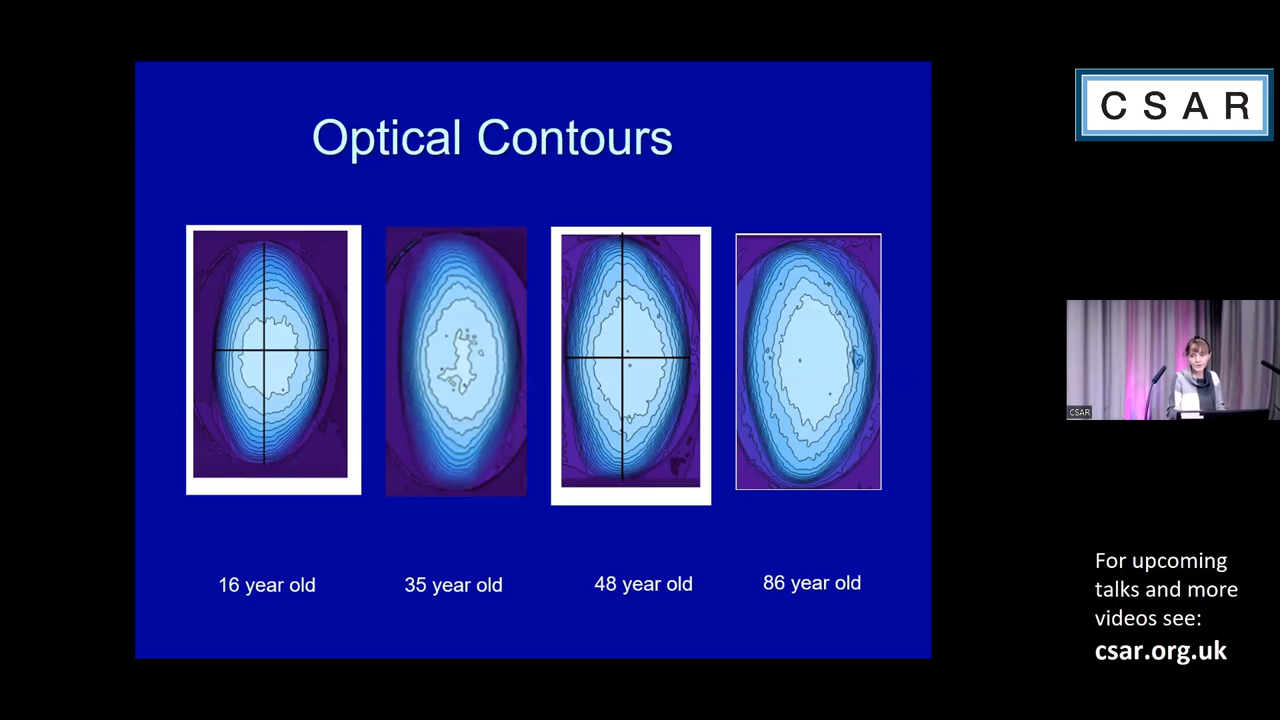 Optical Contours
16 year old
35 year old
48 year old
86 year old
C S A R
CSAR
For upcoming
talks and more
videos see:
csar.org.uk